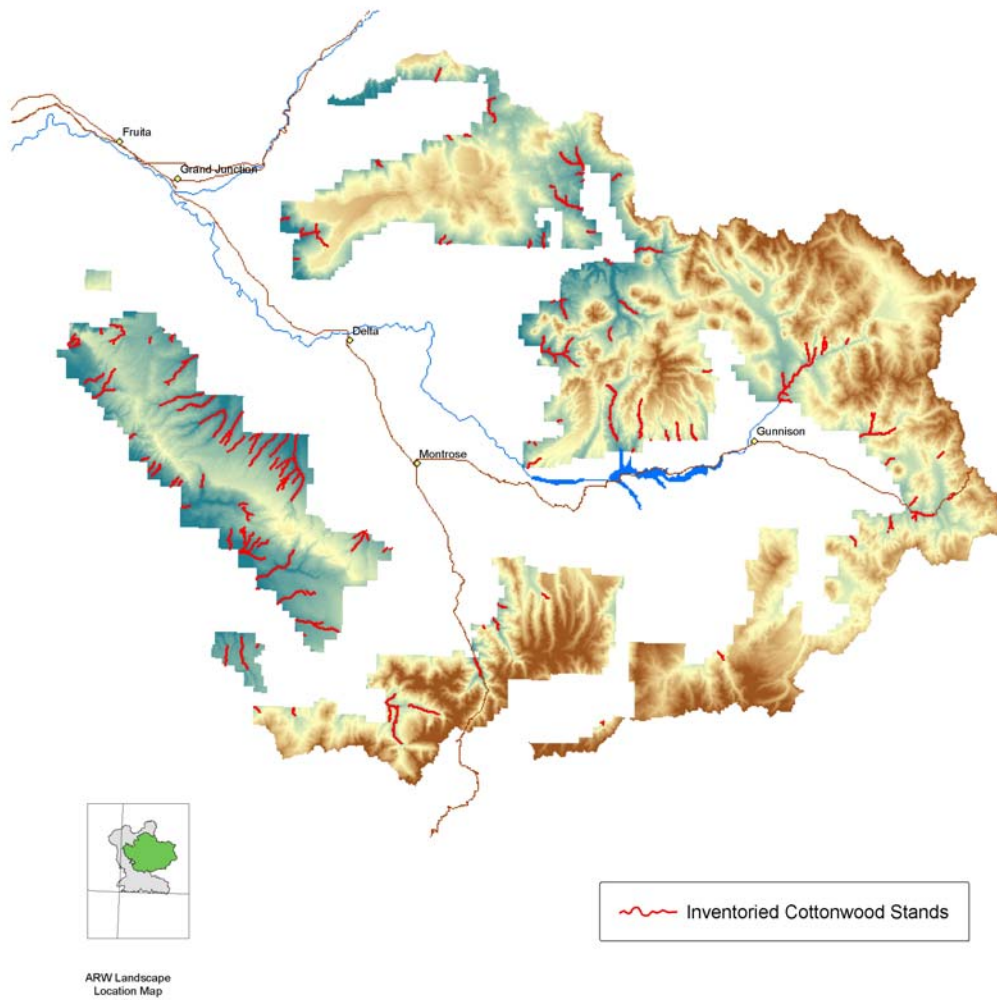 Fruita
Grand Junction
Delta
Montrose
Gunnison
Inventoried Cottonwood Stands
ARW Landscape
Location Map